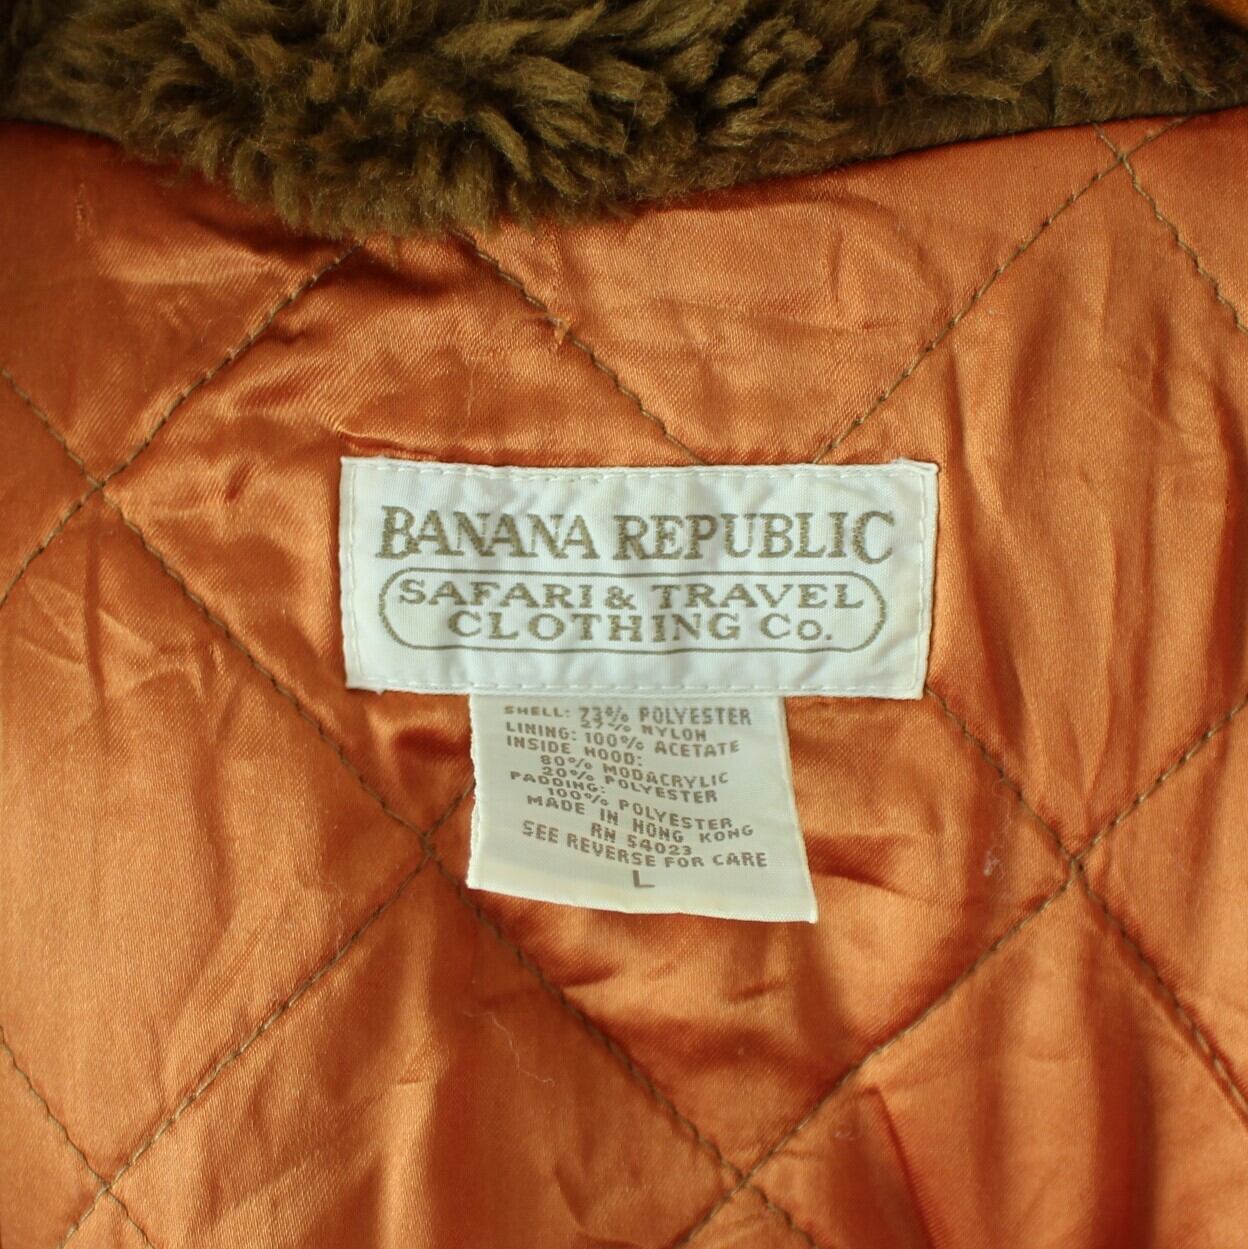 BANANA REPUBLIC
SAFARI & TRAVEL
CLOTHING CO.
SHELL: 73% POLYESTER
27% NYLON
LINING: 100% ACETATE
INSIDE HOOD:
80% MODACRYLIC
20% POLYESTER
PADDING:
100% POLYESTER
MADE IN HONG KONG
RN 54023
SEE REVERSE FOR CARE
L